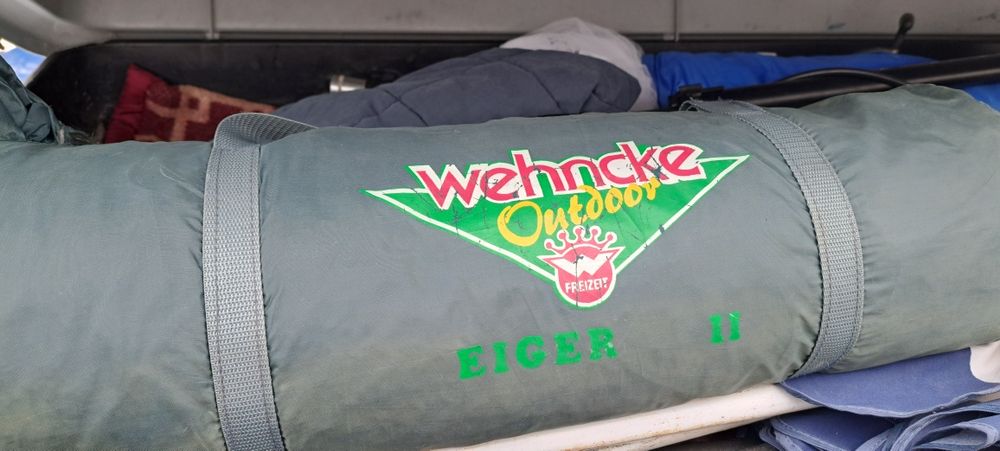 Wehncke
Outdoor
W
FREIZEIT
EIGER II